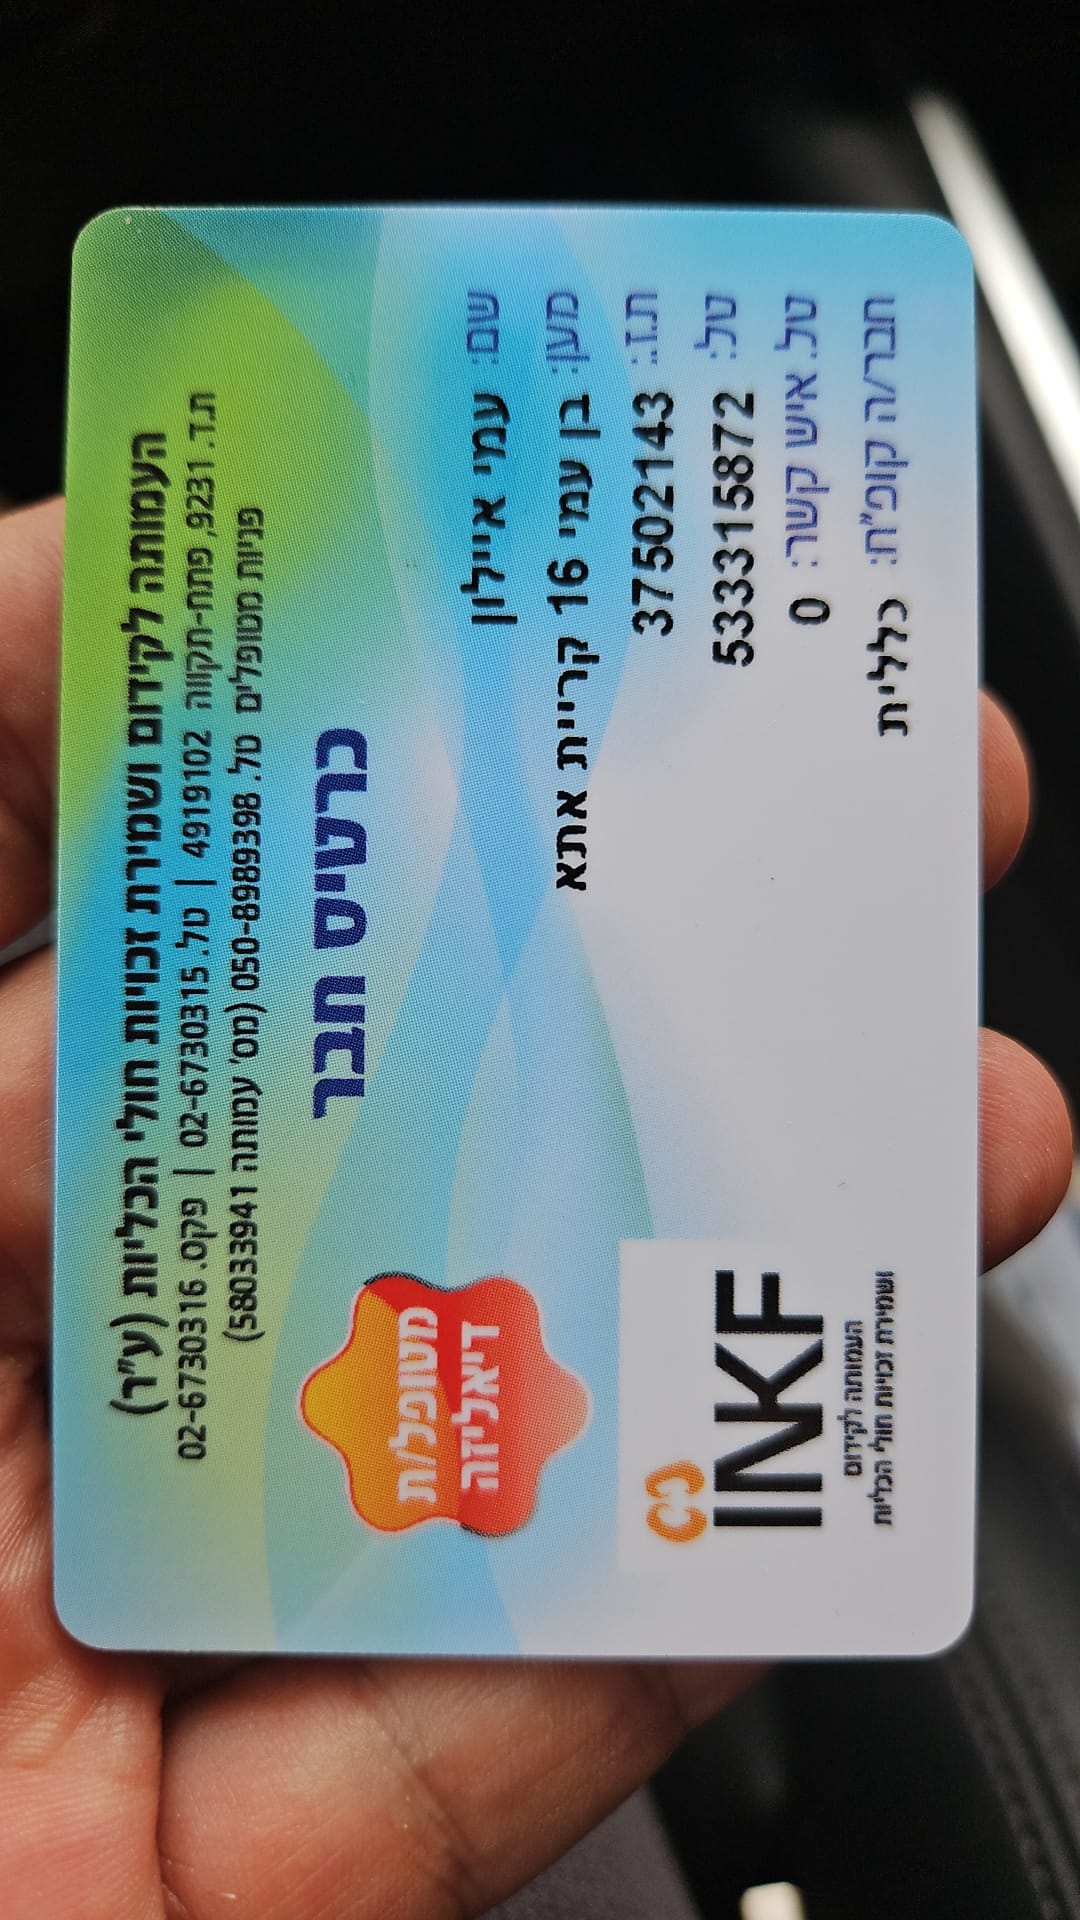 העמותה לקידום ושמירת זכויות חולי הכליות (ע"ר)
ת.ד. 9231, פתח-תקווה 4919102 | טל. 02-6730315 | פקס. 02-6730316
פניות מטופלים טל. 050-8989398 (מס' עמותה 58033941)
כרטיס חבר
מטופל/ת
דיאליזה
שם: עמי איילון
מען: בן עמי 16 קריית אתא
ת.ז.: 37502143
טל: 533315872
טל. איש קשר: 0
חבר/ה קופ"ח: כללית
INKF
העמותה לקידום
ושמירת זכויות חולי הכליות